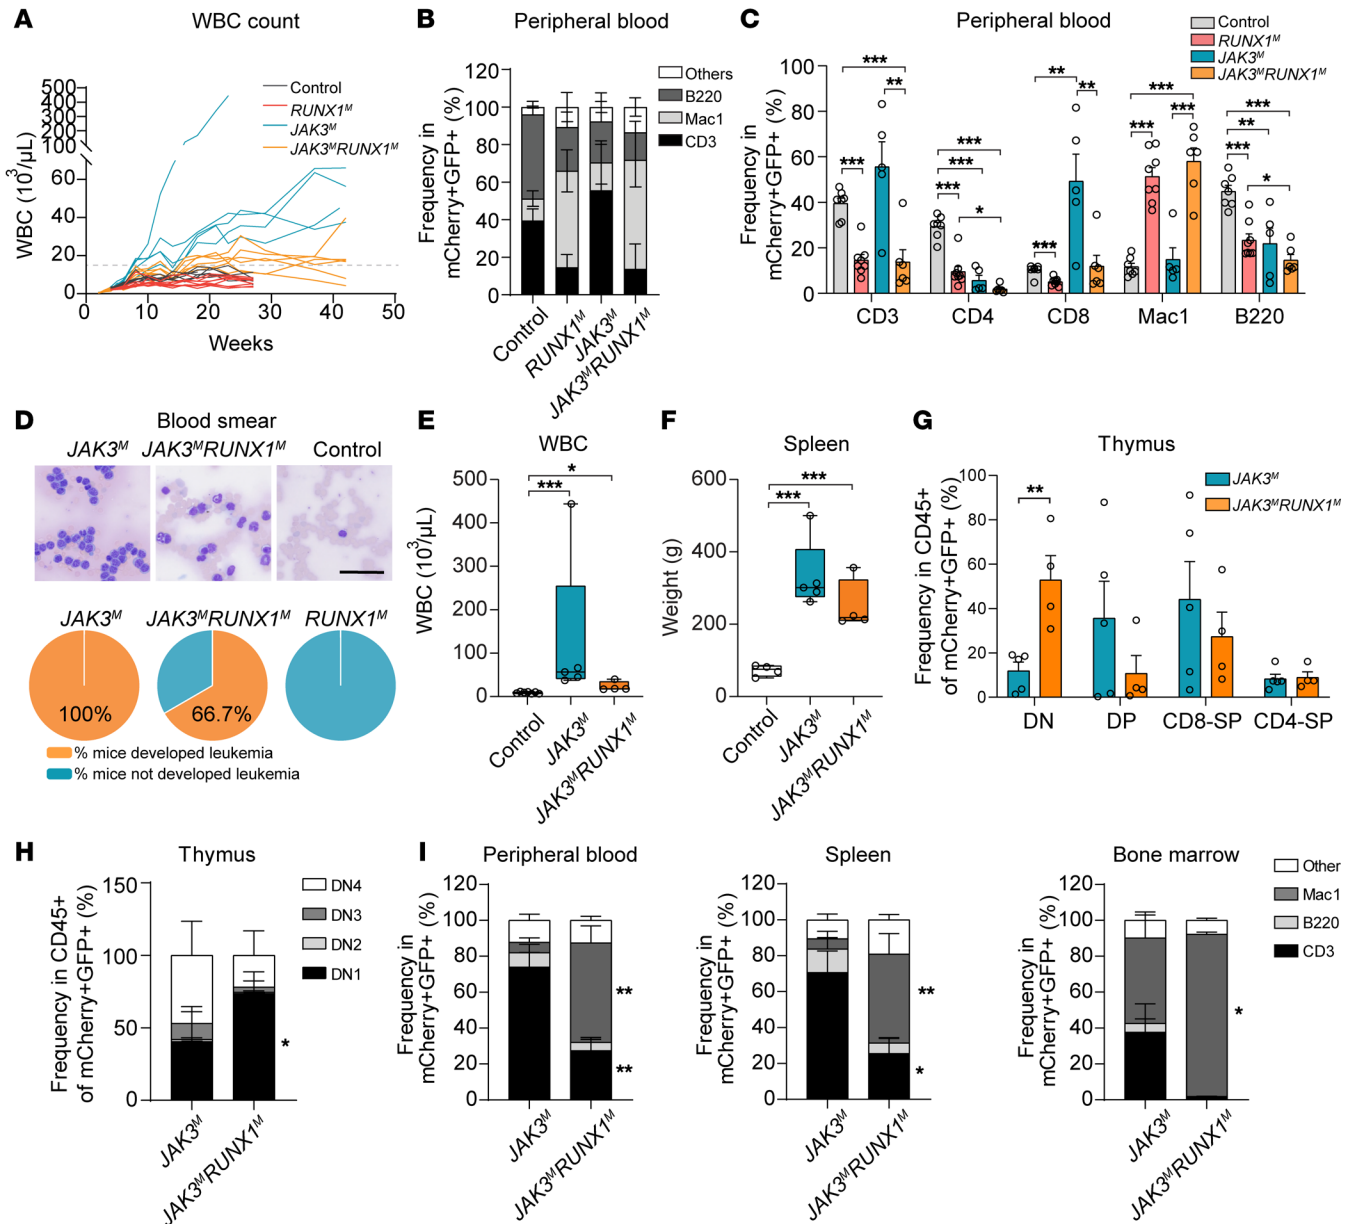 A
WBC count
WBC (10³/µL)
500
400
300
200
100
60
40
20
0
0
10
20
30
40
50
Weeks
Control
RUNX1ᴹ
JAK3ᴹ
JAK3ᴹRUNX1ᴹ
B
Peripheral blood
Frequency in
mCherry+GFP+ (%)
120
100
80
60
40
20
0
Others
B220
Mac1
CD3
Control
RUNX1ᴹ
JAK3ᴹ
JAK3ᴹRUNX1ᴹ
C
Peripheral blood
Control
RUNX1ᴹ
JAK3ᴹ
JAK3ᴹRUNX1ᴹ
Frequency in
mCherry+GFP+ (%)
100
80
60
40
20
0
***
**
***
***
***
***
*
**
**
***
***
***
***
***
**
***
*
CD3
CD4
CD8
Mac1
B220
D
Blood smear
JAK3ᴹ
JAK3ᴹRUNX1ᴹ
Control
JAK3ᴹ
JAK3ᴹRUNX1ᴹ
RUNX1ᴹ
100%
66.7%
% mice developed leukemia
% mice not developed leukemia
E
WBC
WBC (10³/µL)
500
400
300
200
100
0
*
***
Control
JAK3ᴹ
JAK3ᴹRUNX1ᴹ
F
Spleen
Weight (g)
600
400
200
0
***
***
Control
JAK3ᴹ
JAK3ᴹRUNX1ᴹ
G
Thymus
Frequency in CD45+
of mCherry+GFP+ (%)
100
80
60
40
20
0
**
JAK3ᴹ
JAK3ᴹRUNX1ᴹ
DN
DP
CD8-SP
CD4-SP
H
Thymus
Frequency in CD45+
of mCherry+GFP+ (%)
150
100
50
0
DN4
DN3
DN2
DN1
*
JAK3ᴹ
JAK3ᴹRUNX1ᴹ
I
Peripheral blood
Frequency in
mCherry+GFP+ (%)
120
100
80
60
40
20
0
**
**
JAK3ᴹ
JAK3ᴹRUNX1ᴹ
Spleen
Frequency in
mCherry+GFP+ (%)
120
100
80
60
40
20
0
**
*
JAK3ᴹ
JAK3ᴹRUNX1ᴹ
Bone marrow
Frequency in
mCherry+GFP+ (%)
120
100
80
60
40
20
0
*
JAK3ᴹ
JAK3ᴹRUNX1ᴹ
Other
Mac1
B220
CD3